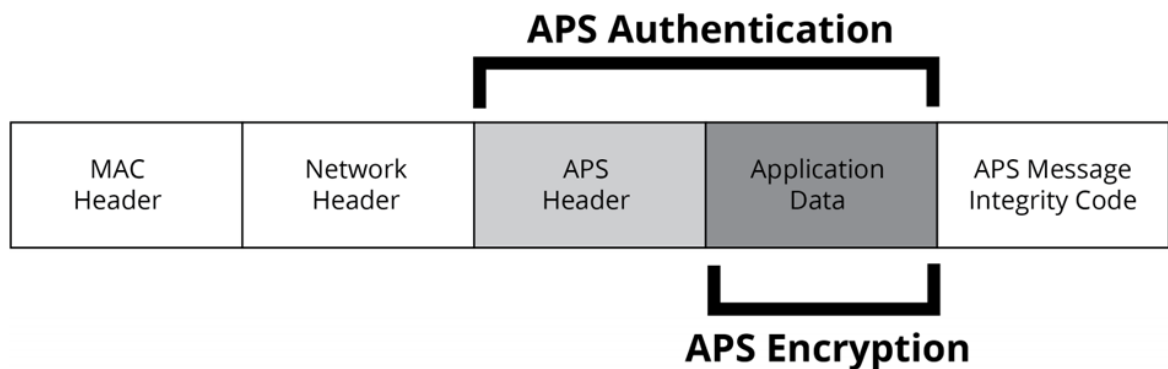 APS Authentication
MAC
Header
Network
Header
APS
Header
Application
Data
APS Message
Integrity Code
APS Encryption